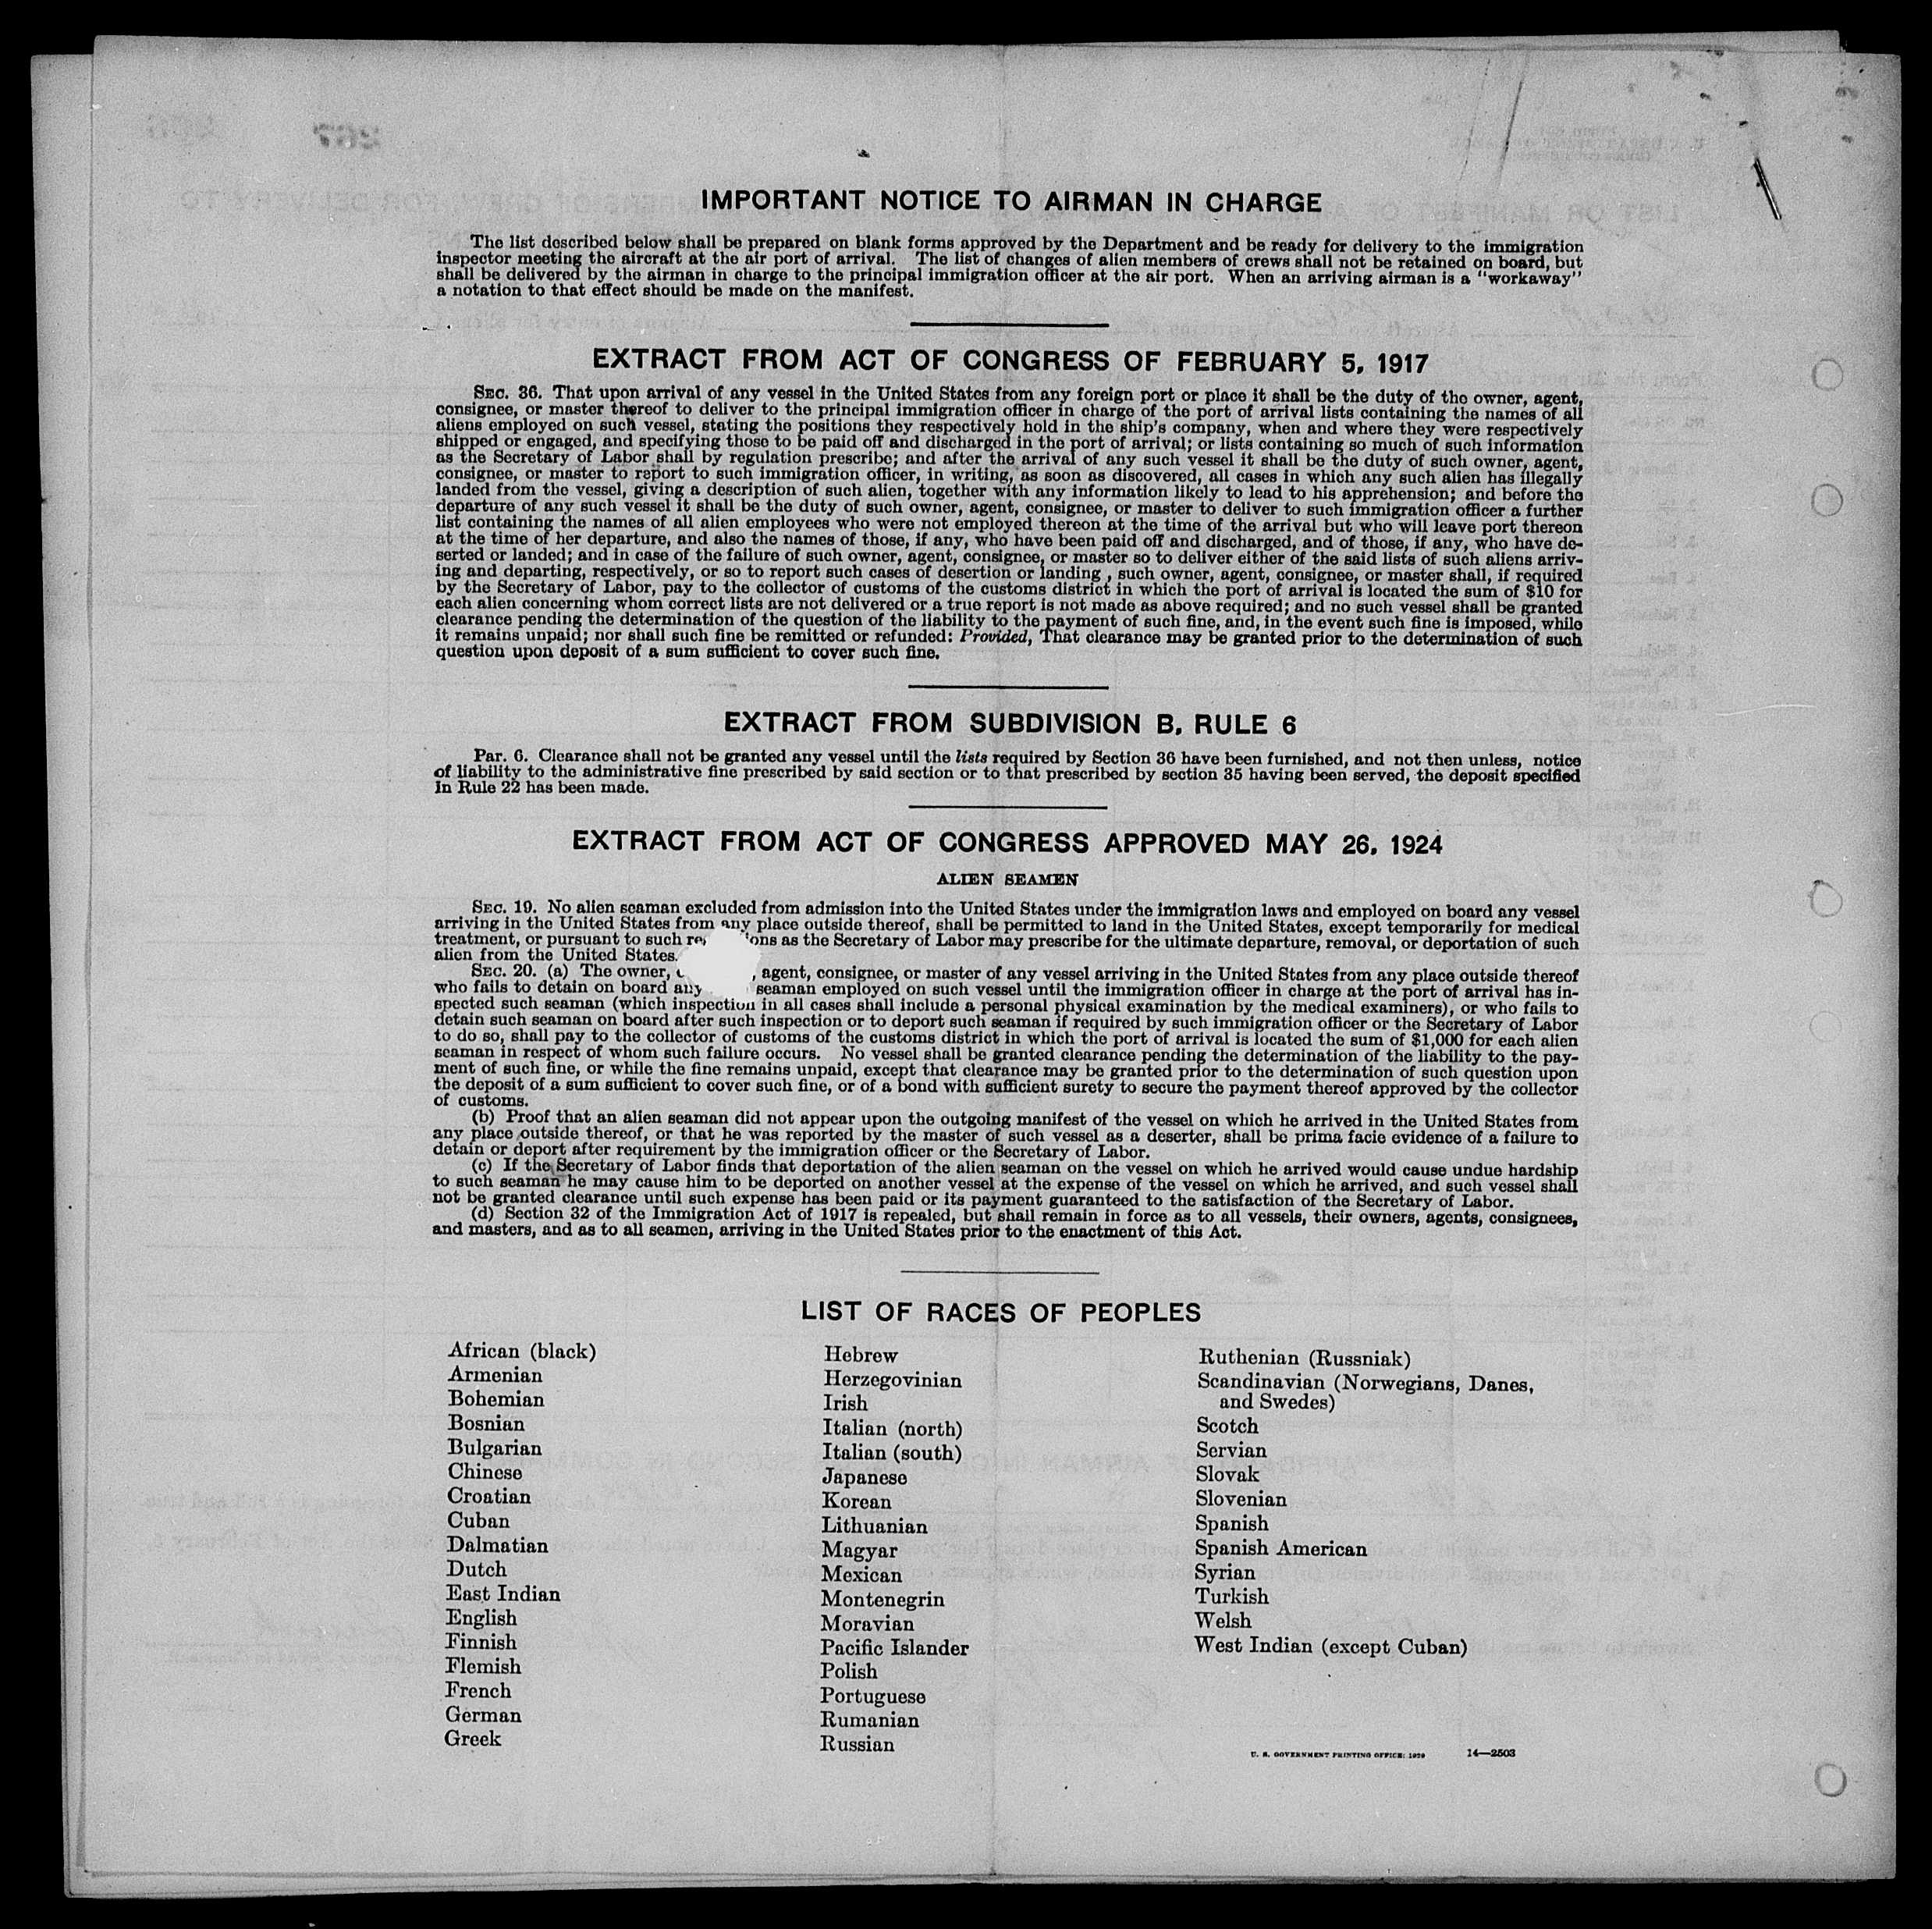 IMPORTANT NOTICE TO AIRMAN IN CHARGE
The list described below shall be prepared on blank forms approved by the Department and be ready for delivery to the immigration
inspector meeting the aircraft at the air port of arrival. The list of changes of alien members of crews shall not be retained on board, but
shall be delivered by the airman in charge to the principal immigration officer at the air port. When an arriving airman is a "workaway"
a notation to that effect should be made on the manifest.
EXTRACT FROM ACT OF CONGRESS OF FEBRUARY 5, 1917
SEC. 36. That upon arrival of any vessel in the United States from any foreign port or place it shall be the duty of the owner, agent,
consignee, or master thereof to deliver to the principal immigration officer in charge of the port of arrival lists containing the names of all
aliens employed on such vessel, stating the positions they respectively hold in the ship's company, when and where they were respectively
shipped or engaged, and specifying those to be paid off and discharged in the port of arrival; or lists containing so much of such information
as the Secretary of Labor shall by regulation prescribe; and after the arrival of any such vessel it shall be the duty of such owner, agent,
consignee, or master to report to such immigration officer, in writing, as soon as discovered, all cases in which any such alien has illegally
landed from the vessel, giving a description of such alien, together with any information likely to lead to his apprehension; and before the
departure of any such vessel it shall be the duty of such owner, agent, consignee, or master to deliver to such immigration officer a further
list containing the names of all alien employees who were not employed thereon at the time of the arrival but who will leave port thereon
at the time of her departure, and also the names of those, if any, who have been paid off and discharged, and of those, if any, who have de-
serted or landed; and in case of the failure of such owner, agent, consignee, or master so to deliver either of the said lists of such aliens arriv-
ing and departing, respectively, or so to report such cases of desertion or landing , such owner, agent, consignee, or master shall, if required
by the Secretary of Labor, pay to the collector of customs of the customs district in which the port of arrival is located the sum of $10 for
each alien concerning whom correct lists are not delivered or a true report is not made as above required; and no such vessel shall be granted
clearance pending the determination of the question of the liability to the payment of such fine, and, in the event such fine is imposed, while
it remains unpaid; nor shall such fine be remitted or refunded: Provided, That clearance may be granted prior to the determination of such
question upon deposit of a sum sufficient to cover such fine.
EXTRACT FROM SUBDIVISION B, RULE 6
Par. 6. Clearance shall not be granted any vessel until the lists required by Section 36 have been furnished, and not then unless, notice
of liability to the administrative fine prescribed by said section or to that prescribed by section 35 having been served, the deposit specified
in Rule 22 has been made.
EXTRACT FROM ACT OF CONGRESS APPROVED MAY 26, 1924
ALIEN SEAMEN
SEC. 19. No alien seaman excluded from admission into the United States under the immigration laws and employed on board any vessel
arriving in the United States from any place outside thereof, shall be permitted to land in the United States, except temporarily for medical
treatment, or pursuant to such as the Secretary of Labor may prescribe for the ultimate departure, removal, or deportation of such
alien from the United States.
SEC. 20. (a) The owner, , agent, consignee, or master of any vessel arriving in the United States from any place outside thereof
who fails to detain on board any seaman employed on such vessel until the immigration officer in charge at the port of arrival has in-
spected such seaman (which inspection in all cases shall include a personal physical examination by the medical examiners), or who fails to
detain such seaman on board after such inspection or to deport such seaman if required by such immigration officer or the Secretary of Labor
to do so, shall pay to the collector of customs of the customs district in which the port of arrival is located the sum of $1,000 for each alien
seaman in respect of whom such failure occurs. No vessel shall be granted clearance pending the determination of the liability to the pay-
ment of such fine, or while the fine remains unpaid, except that clearance may be granted prior to the determination of such question upon
the deposit of a sum sufficient to cover such fine, or of a bond with sufficient surety to secure the payment thereof approved by the collector
of customs.
(b) Proof that an alien seaman did not appear upon the outgoing manifest of the vessel on which he arrived in the United States from
any place outside thereof, or that he was reported by the master of such vessel as a deserter, shall be prima facie evidence of a failure to
detain or deport after requirement by the immigration officer or the Secretary of Labor.
(c) If the Secretary of Labor finds that deportation of the alien seaman on the vessel on which he arrived would cause undue hardship
to such seaman he may cause him to be deported on another vessel at the expense of the vessel on which he arrived, and such vessel shall
not be granted clearance until such expense has been paid or its payment guaranteed to the satisfaction of the Secretary of Labor.
(d) Section 32 of the Immigration Act of 1917 is repealed, but shall remain in force as to all vessels, their owners, agents, consignees,
and masters, and as to all seamen, arriving in the United States prior to the enactment of this Act.
LIST OF RACES OF PEOPLES
African (black)
Armenian
Bohemian
Bosnian
Bulgarian
Chinese
Croatian
Cuban
Dalmatian
Dutch
East Indian
English
Finnish
Flemish
French
German
Greek
Hebrew
Herzegovinian
Irish
Italian (north)
Italian (south)
Japanese
Korean
Lithuanian
Magyar
Mexican
Montenegrin
Moravian
Pacific Islander
Polish
Portuguese
Rumanian
Russian
Ruthenian (Russniak)
Scandinavian (Norwegians, Danes,
and Swedes)
Scotch
Servian
Slovak
Slovenian
Spanish
Spanish American
Syrian
Turkish
Welsh
West Indian (except Cuban)
U. S. GOVERNMENT PRINTING OFFICE: 1929 14—2503